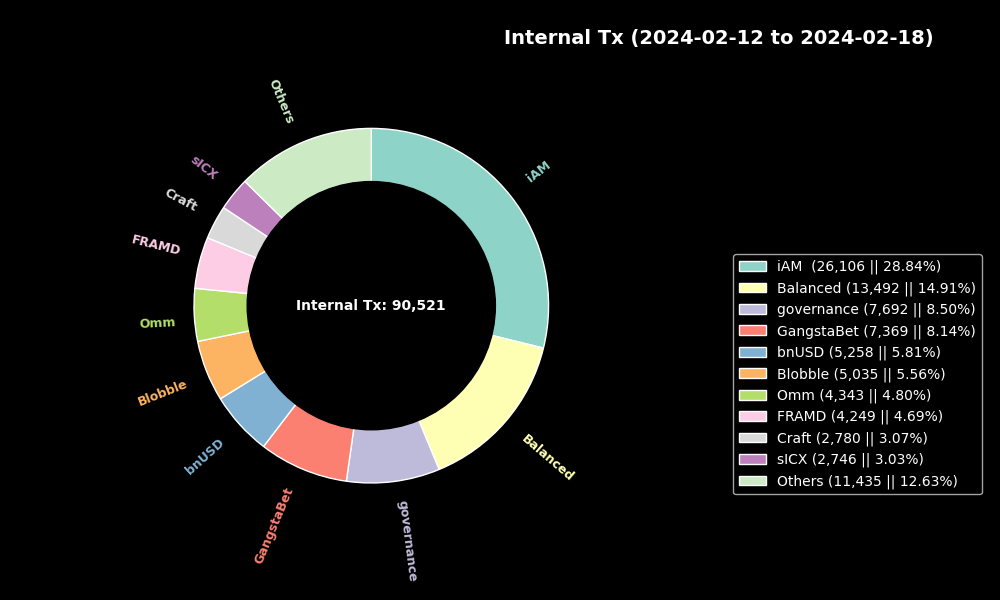 Internal Tx (2024-02-12 to 2024-02-18)
Others
iAM
sICX
Craft
FRAMD
Omm
Blobble
bnUSD
GangstaBet
governance
Balanced
Internal Tx: 90,521
iAM  (26,106 || 28.84%)
Balanced (13,492 || 14.91%)
governance (7,692 || 8.50%)
GangstaBet (7,369 || 8.14%)
bnUSD (5,258 || 5.81%)
Blobble (5,035 || 5.56%)
Omm (4,343 || 4.80%)
FRAMD (4,249 || 4.69%)
Craft (2,780 || 3.07%)
sICX (2,746 || 3.03%)
Others (11,435 || 12.63%)